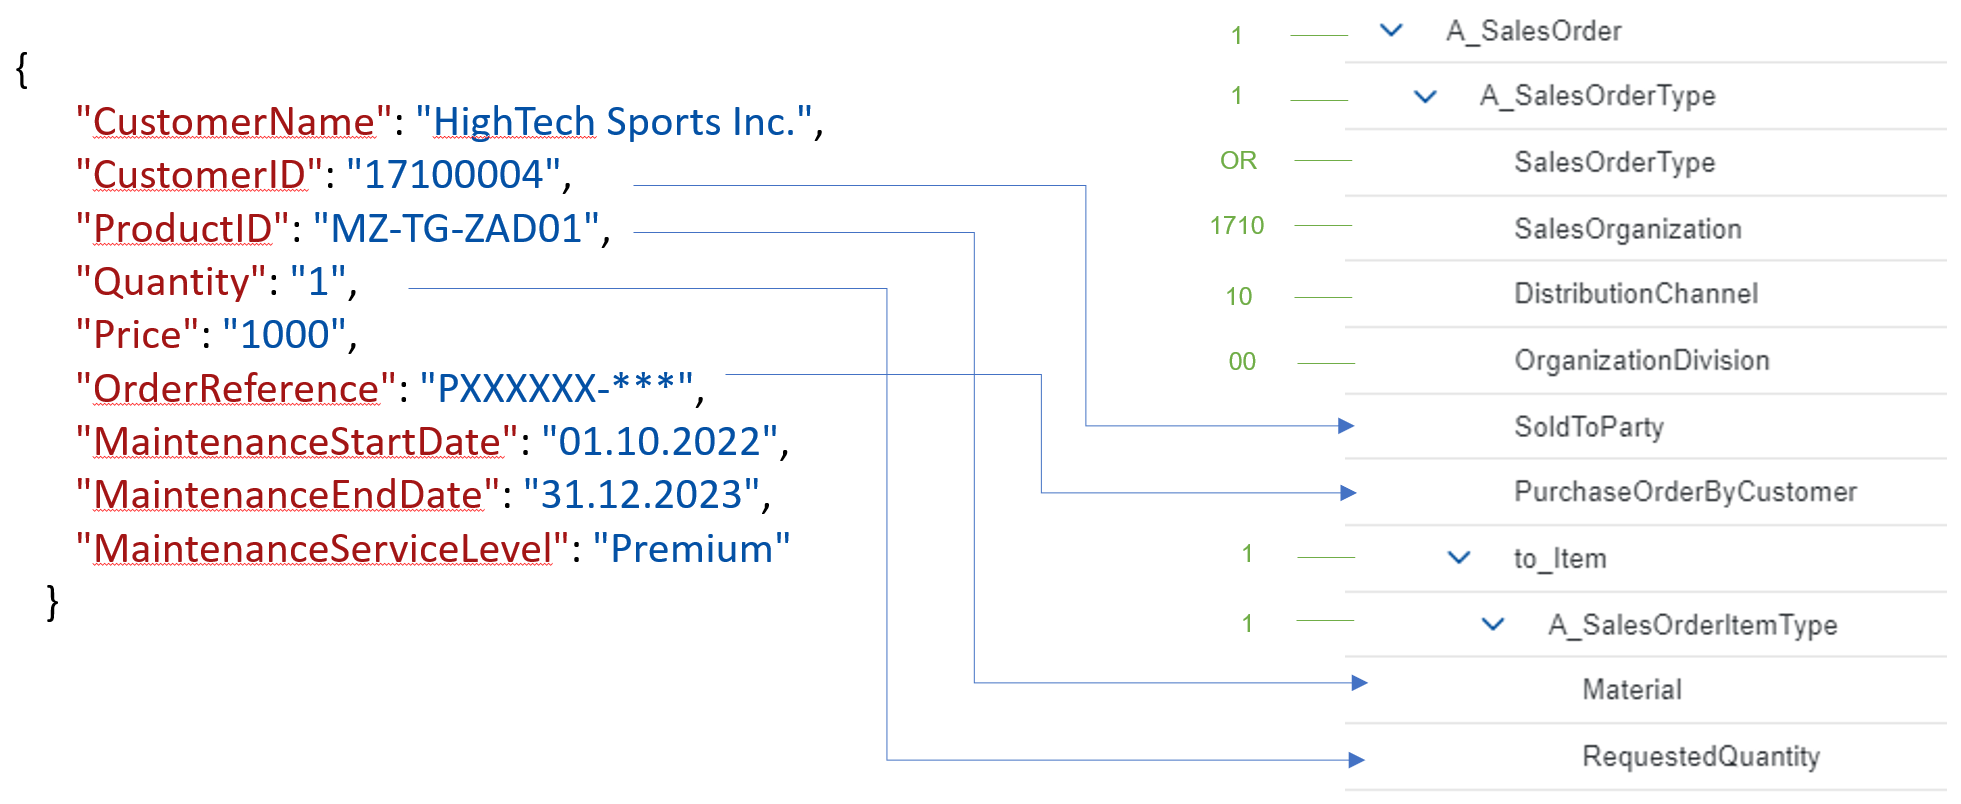 {
"CustomerName": "HighTech Sports Inc.",
"CustomerID": "17100004",
"ProductID": "MZ-TG-ZAD01",
"Quantity": "1",
"Price": "1000",
"OrderReference": "PXXXXXX-***",
"MaintenanceStartDate": "01.10.2022",
"MaintenanceEndDate": "31.12.2023",
"MaintenanceServiceLevel": "Premium"
}
1 A_SalesOrder
1 A_SalesOrderType
OR SalesOrderType
1710 SalesOrganization
10 DistributionChannel
00 OrganizationDivision
SoldToParty
PurchaseOrderByCustomer
1 to_Item
1 A_SalesOrderItemType
Material
RequestedQuantity